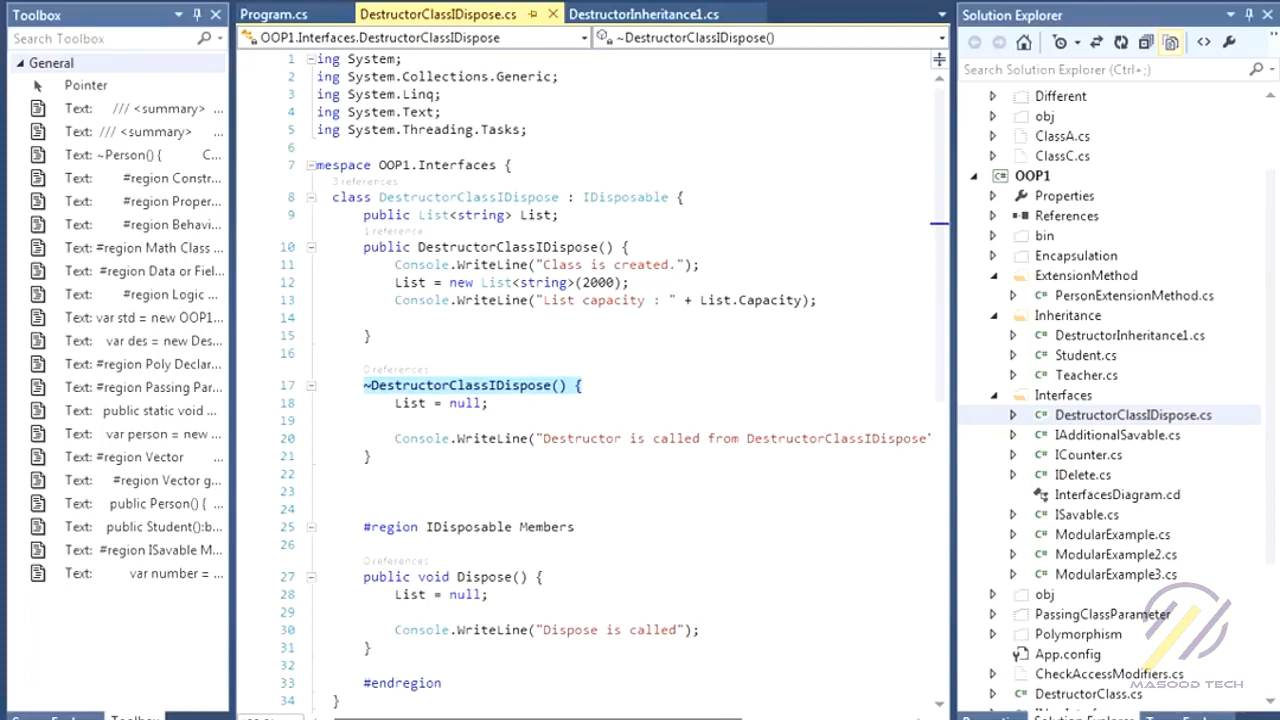 Toolbox
Search Toolbox
General
Pointer
Text: /// <summary> ...
Text: /// <summary> ...
Text: ~Person() { C...
Text: #region Constr...
Text: #region Proper...
Text: #region Behavi...
Text: #region Math Class ...
Text: #region Data or Fiel...
Text: #region Logic ...
Text: var std = new OOP1...
Text: var des = new Des...
Text: #region Poly Declar...
Text: #region Passing Par...
Text: public static void ...
Text: var person = new ...
Text: #region Vector
Text: #region Vector g...
Text: public Person() { ...
Text: public Student():b...
Text: #region ISavable M...
Text: var number = ...
Program.cs
DestructorClassIDispose.cs
DestructorInheritance1.cs
OOP1.Interfaces.DestructorClassIDispose
~DestructorClassIDispose()
1 ing System;
2 ing System.Collections.Generic;
3 ing System.Linq;
4 ing System.Text;
5 ing System.Threading.Tasks;
6
7 mespace OOP1.Interfaces {
3 references
8 class DestructorClassIDispose : IDisposable {
9 public List<string> List;
1 reference
10 public DestructorClassIDispose() {
11 Console.WriteLine("Class is created.");
12 List = new List<string>(2000);
13 Console.WriteLine("List capacity : " + List.Capacity);
14
15 }
16
0 references
17 ~DestructorClassIDispose() {
18 List = null;
19
20 Console.WriteLine("Destructor is called from DestructorClassIDispose"
21 }
22
23
24
25 #region IDisposable Members
26
0 references
27 public void Dispose() {
28 List = null;
29
30 Console.WriteLine("Dispose is called");
31 }
32
33 #endregion
34 }
Solution Explorer
Search Solution Explorer (Ctrl+;)
Different
obj
ClassA.cs
ClassC.cs
OOP1
Properties
References
bin
Encapsulation
ExtensionMethod
PersonExtensionMethod.cs
Inheritance
DestructorInheritance1.cs
Student.cs
Teacher.cs
Interfaces
DestructorClassIDispose.cs
IAdditionalSavable.cs
ICounter.cs
IDelete.cs
InterfacesDiagram.cd
ISavable.cs
ModularExample.cs
ModularExample2.cs
ModularExample3.cs
obj
PassingClassParameter
Polymorphism
App.config
CheckAccessModifiers.cs
DestructorClass.cs
MASOOD TECH